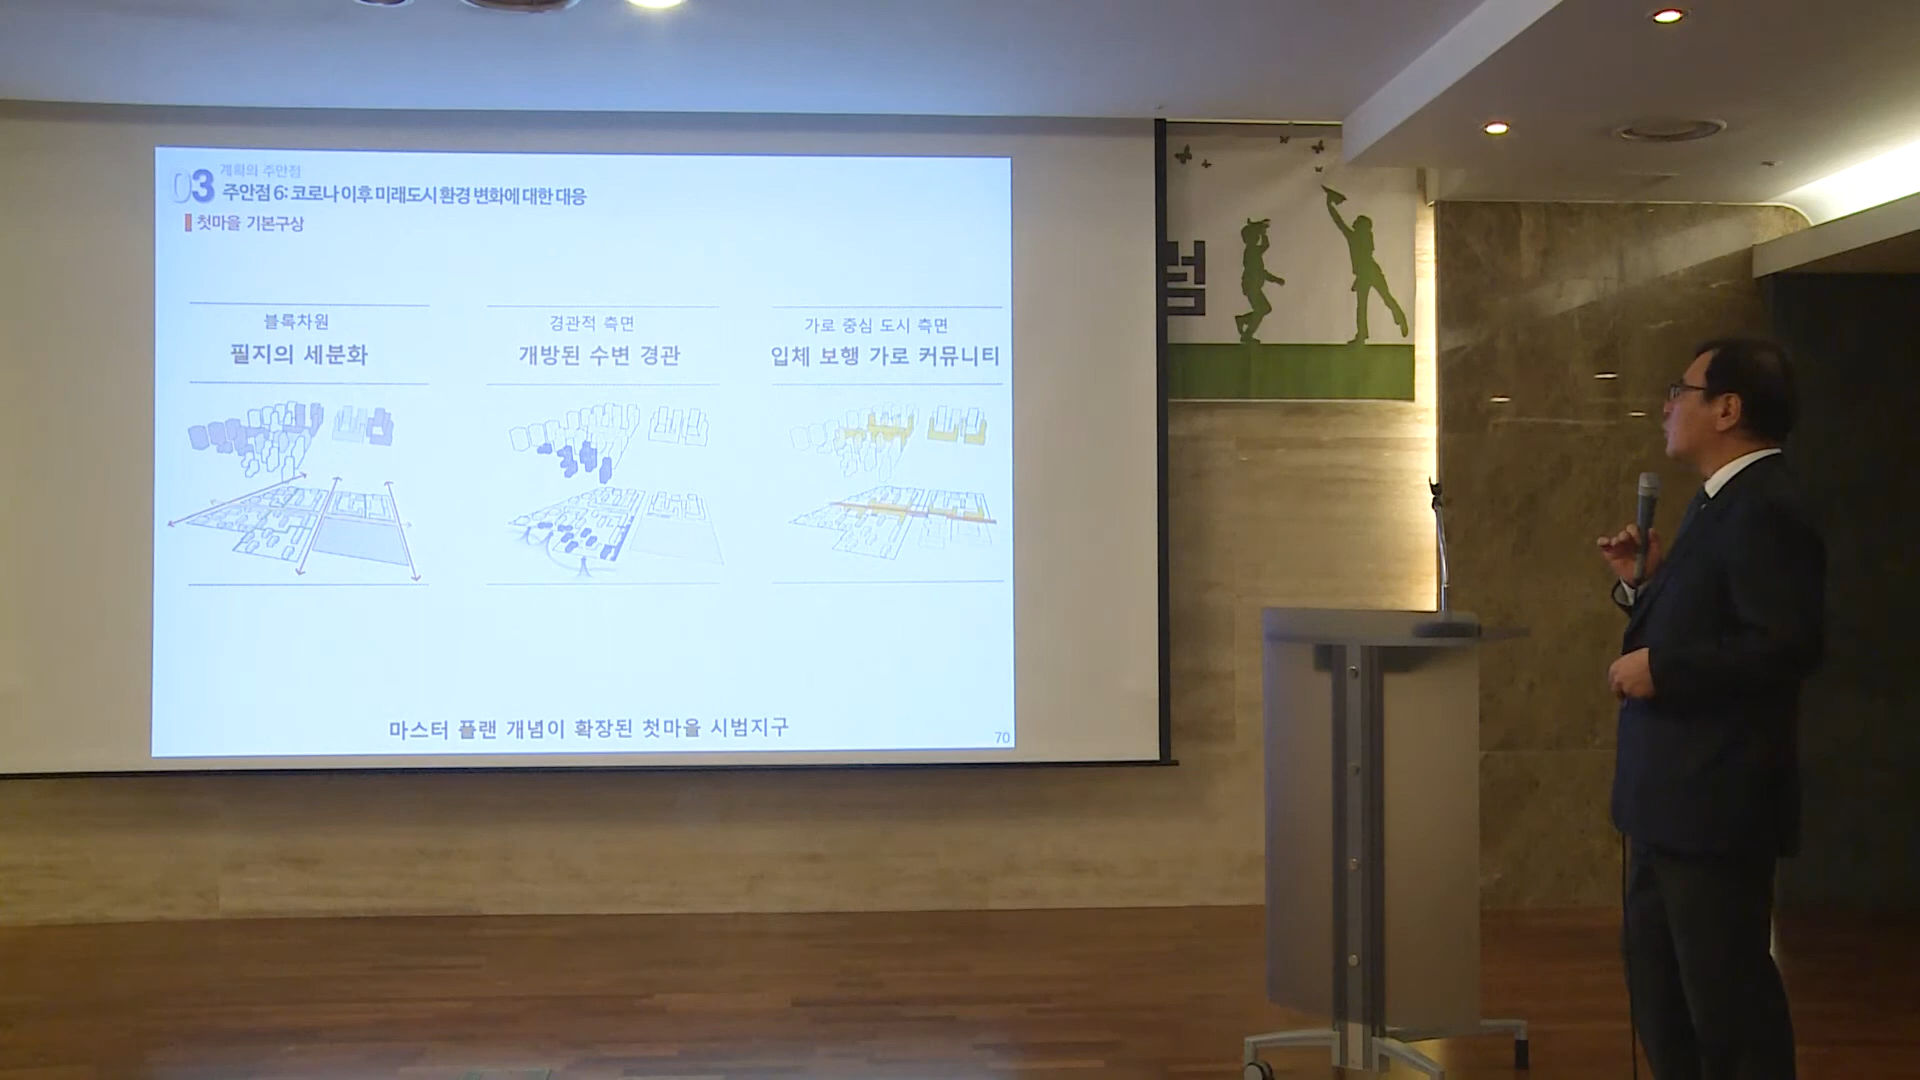 03
계획의 주안점
주안점 6: 코로나 이후 미래도시 환경 변화에 대한 대응
첫마을 기본구상
블록차원
필지의 세분화
경관적 측면
개방된 수변 경관
가로 중심 도시 측면
입체 보행 가로 커뮤니티
마스터 플랜 개념이 확장된 첫마을 시범지구
70
럼